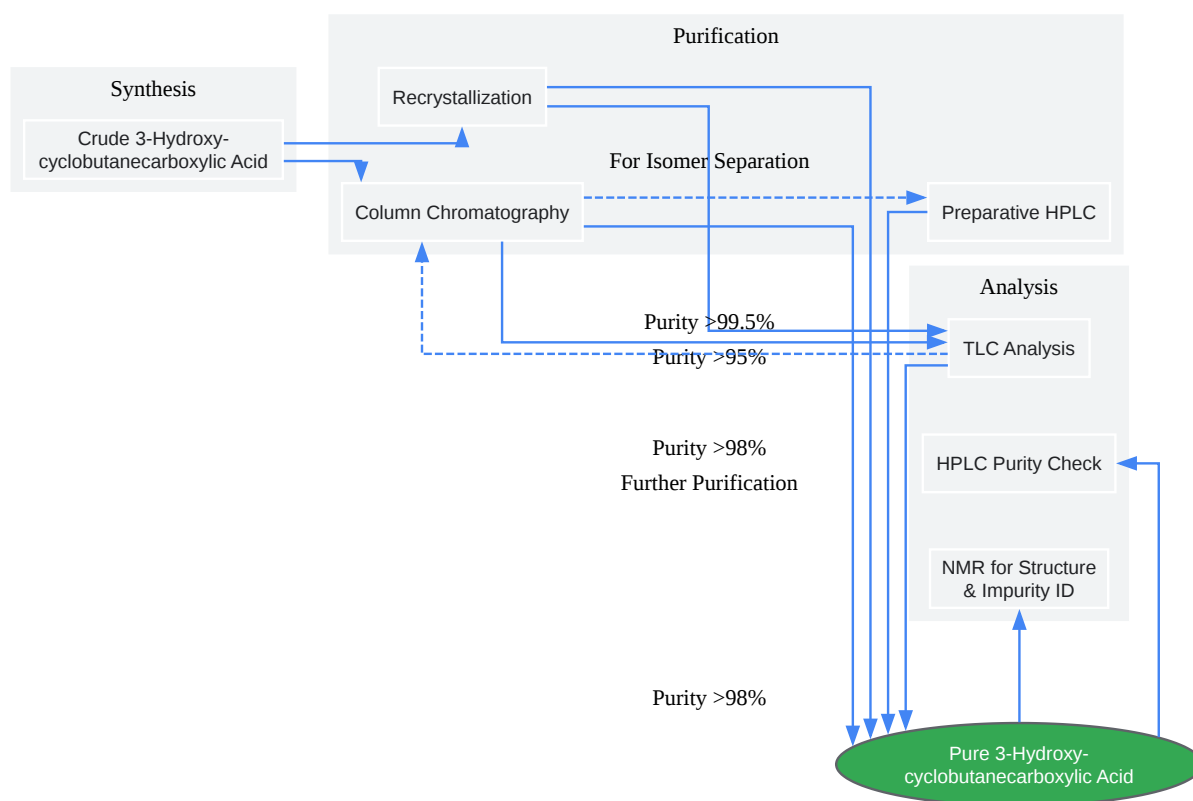 Purification
Synthesis
Recrystallization
Crude 3-Hydroxy-
cyclobutanecarboxylic Acid
For Isomer Separation
Column Chromatography
Preparative HPLC
Analysis
Purity >99.5%
TLC Analysis
Purity >95%
Purity >98%
HPLC Purity Check
Further Purification
NMR for Structure
& Impurity ID
Purity >98%
Pure 3-Hydroxy-
cyclobutanecarboxylic Acid